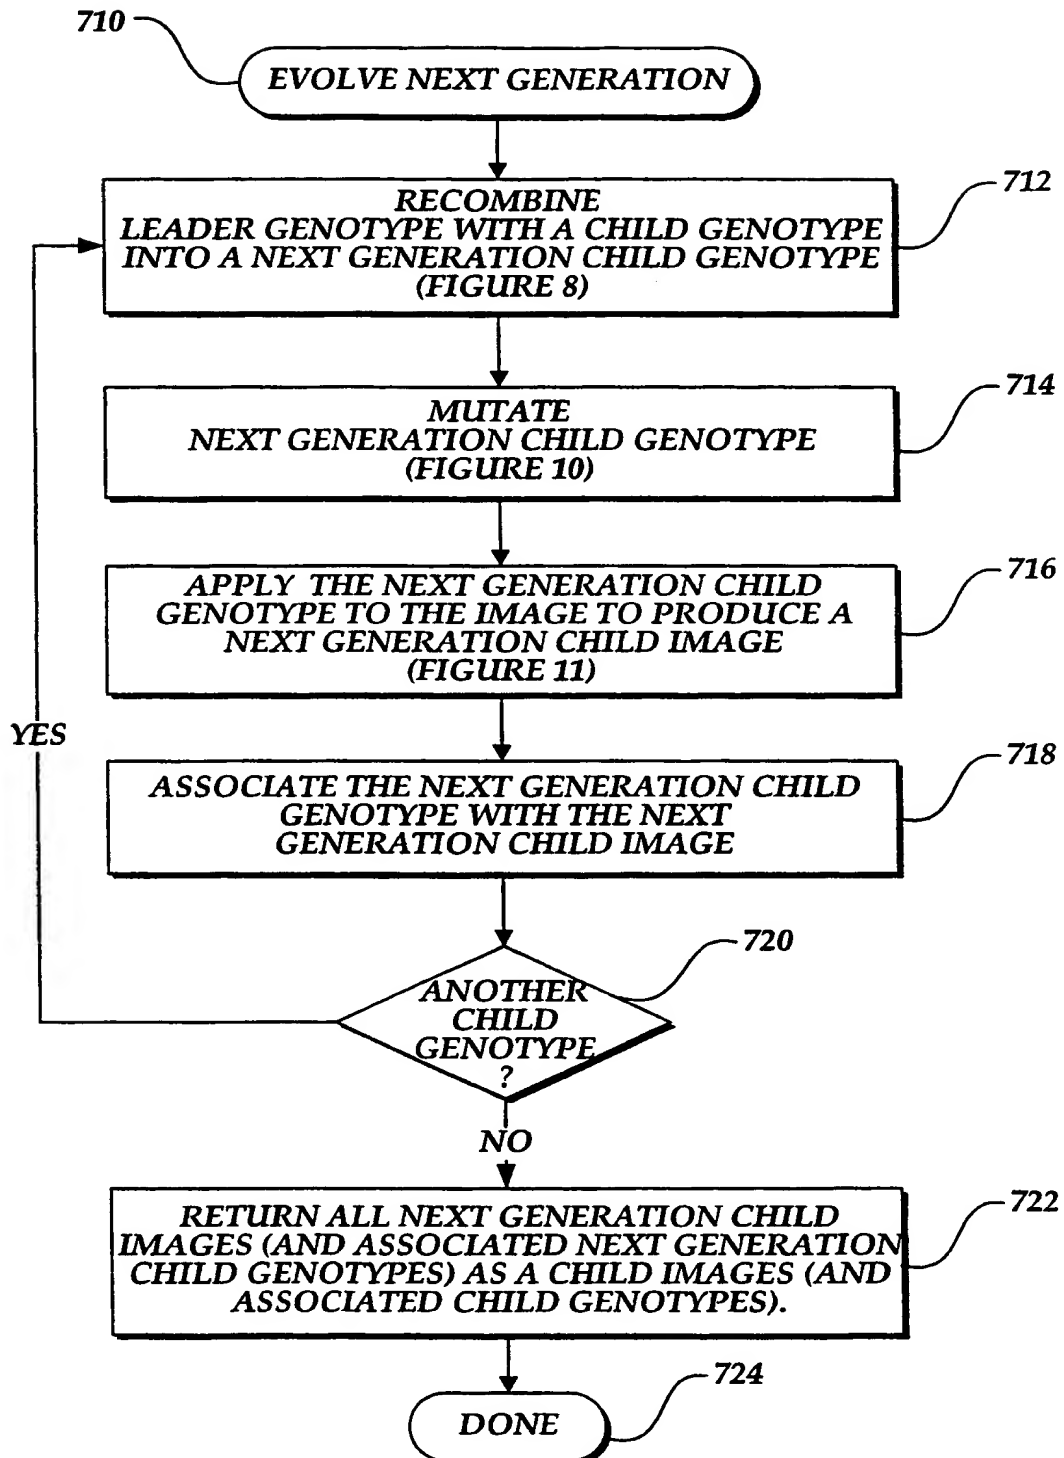 710
EVOLVE NEXT GENERATION
712
RECOMBINE
LEADER GENOTYPE WITH A CHILD GENOTYPE
INTO A NEXT GENERATION CHILD GENOTYPE
(FIGURE 8)
714
MUTATE
NEXT GENERATION CHILD GENOTYPE
(FIGURE 10)
716
APPLY THE NEXT GENERATION CHILD
GENOTYPE TO THE IMAGE TO PRODUCE A
NEXT GENERATION CHILD IMAGE
(FIGURE 11)
YES
718
ASSOCIATE THE NEXT GENERATION CHILD
GENOTYPE WITH THE NEXT
GENERATION CHILD IMAGE
720
ANOTHER
CHILD
GENOTYPE
?
NO
722
RETURN ALL NEXT GENERATION CHILD
IMAGES (AND ASSOCIATED NEXT GENERATION
CHILD GENOTYPES) AS A CHILD IMAGES (AND
ASSOCIATED CHILD GENOTYPES).
724
DONE